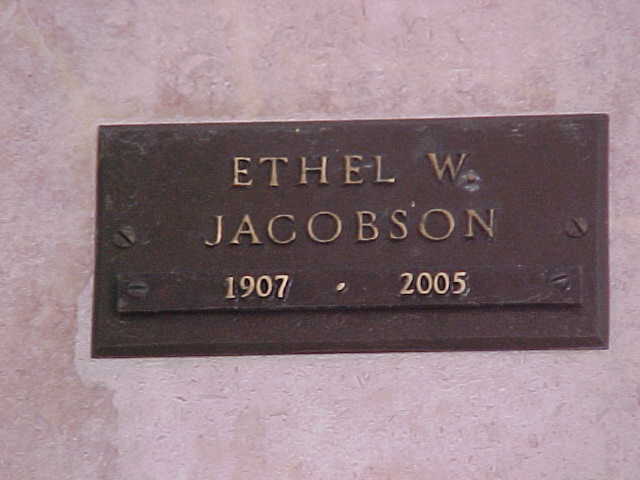 ETHEL W.
JACOBSON
1907 · 2005